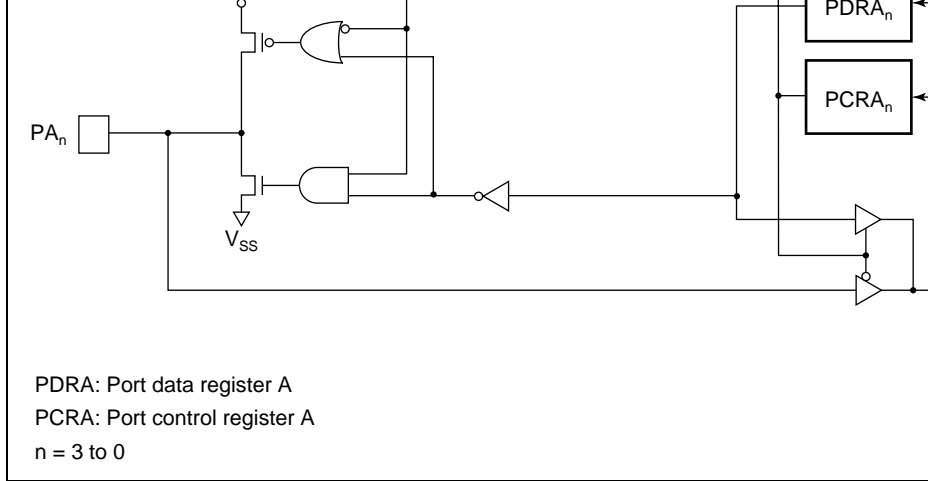 PDRAn
PCRAn
PAn
VSS
PDRA: Port data register A
PCRA: Port control register A
n = 3 to 0